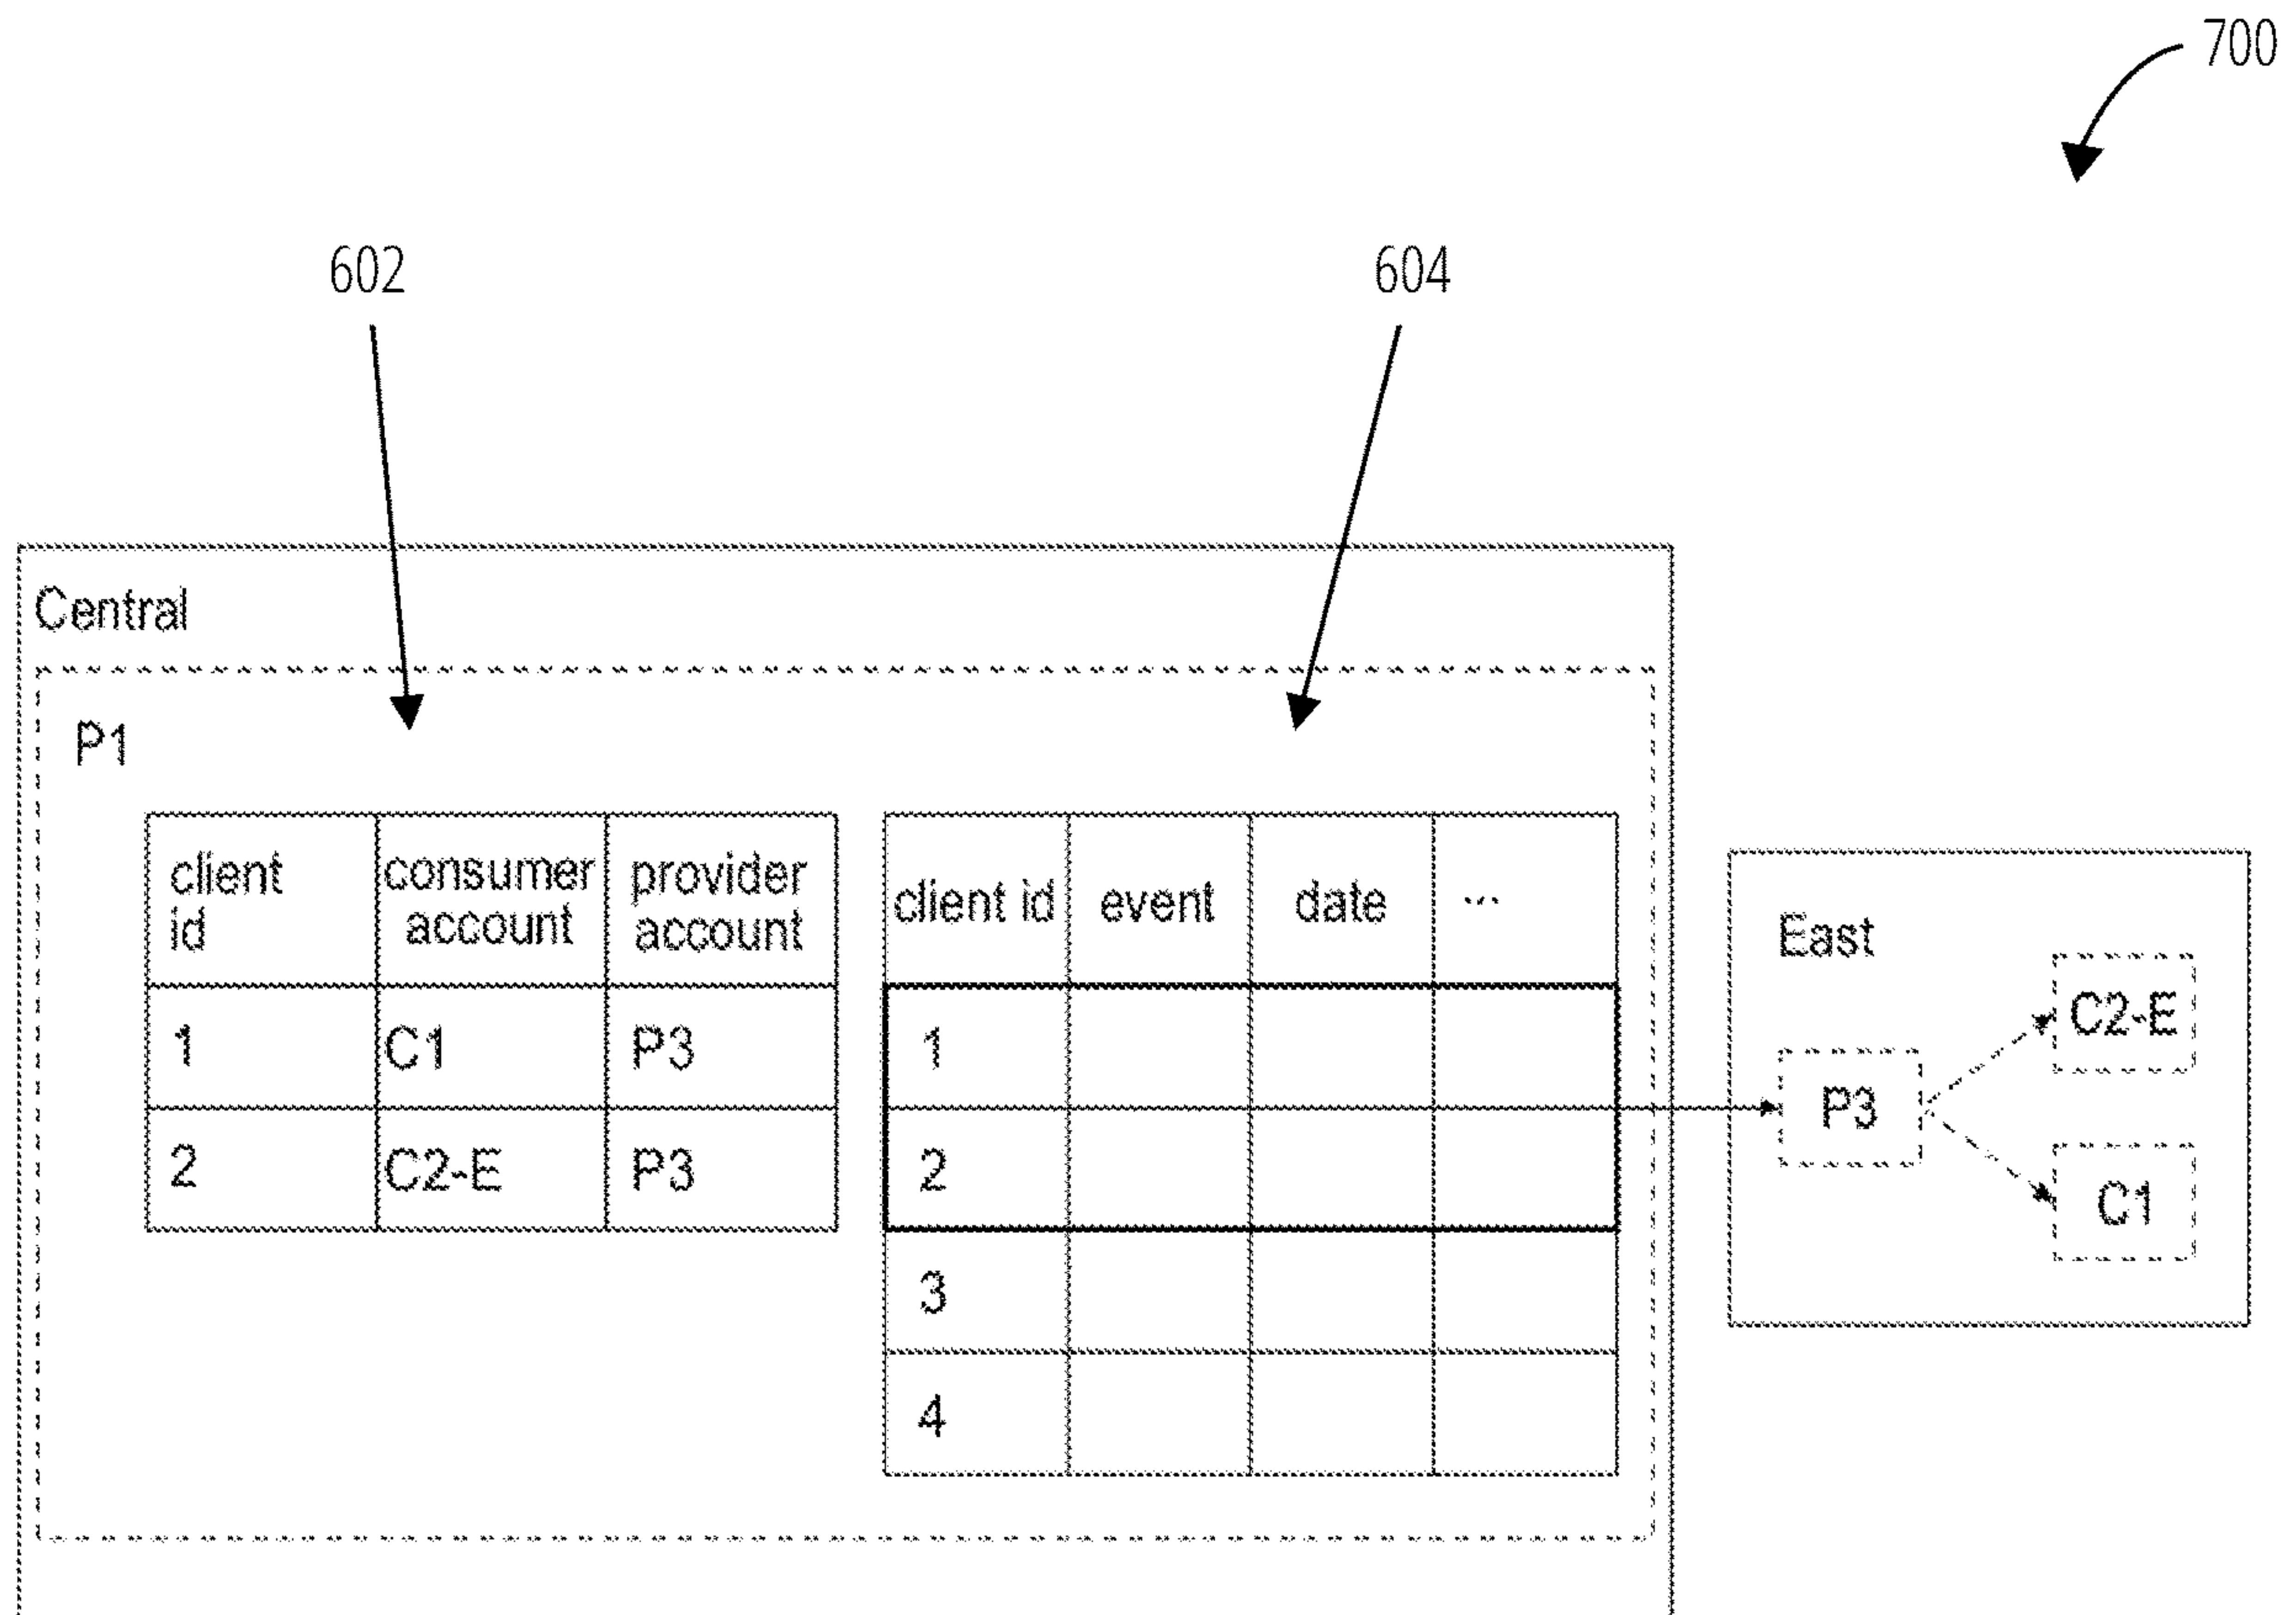 700
602
604
Central
P1
client id
consumer account
provider account
client id
event
date
...
1
C1
P3
1
2
C2-E
P3
2
3
4
East
C2-E
P3
C1